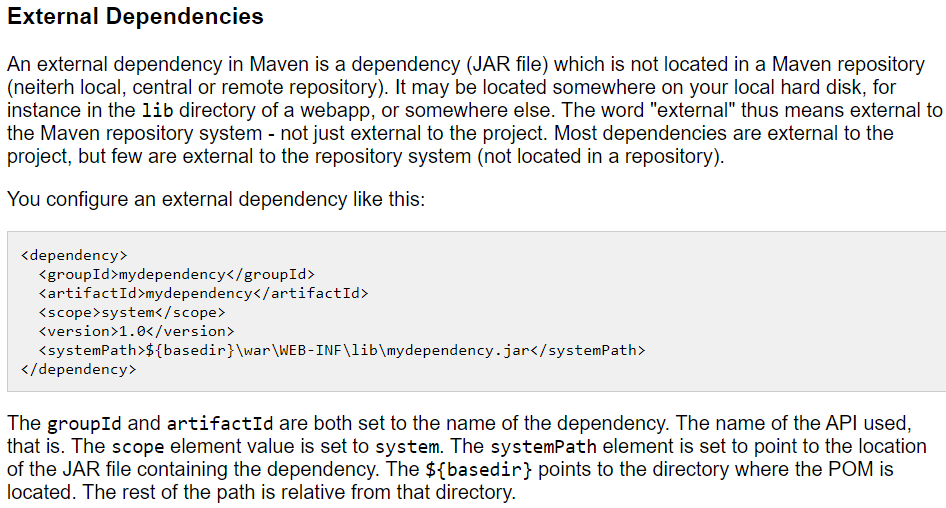 External Dependencies
An external dependency in Maven is a dependency (JAR file) which is not located in a Maven repository
(neiterh local, central or remote repository). It may be located somewhere on your local hard disk, for
instance in the lib directory of a webapp, or somewhere else. The word "external" thus means external to
the Maven repository system - not just external to the project. Most dependencies are external to the
project, but few are external to the repository system (not located in a repository).
You configure an external dependency like this:
<dependency>
  <groupId>mydependency</groupId>
  <artifactId>mydependency</artifactId>
  <scope>system</scope>
  <version>1.0</version>
  <systemPath>${basedir}\war\WEB-INF\lib\mydependency.jar</systemPath>
</dependency>
The groupId and artifactId are both set to the name of the dependency. The name of the API used,
that is. The scope element value is set to system. The systemPath element is set to point to the location
of the JAR file containing the dependency. The ${basedir} points to the directory where the POM is
located. The rest of the path is relative from that directory.